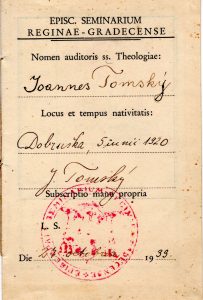 EPISC. SEMINARIUM
REGINAE-GRADECENSE
Nomen auditoris ss. Theologiae:
Joannes Tomský
Locus et tempus nativitatis:
Dobruška, 5 iunii 1920
J Tomský
Subscriptio manu propria
L. S.
Die 1939